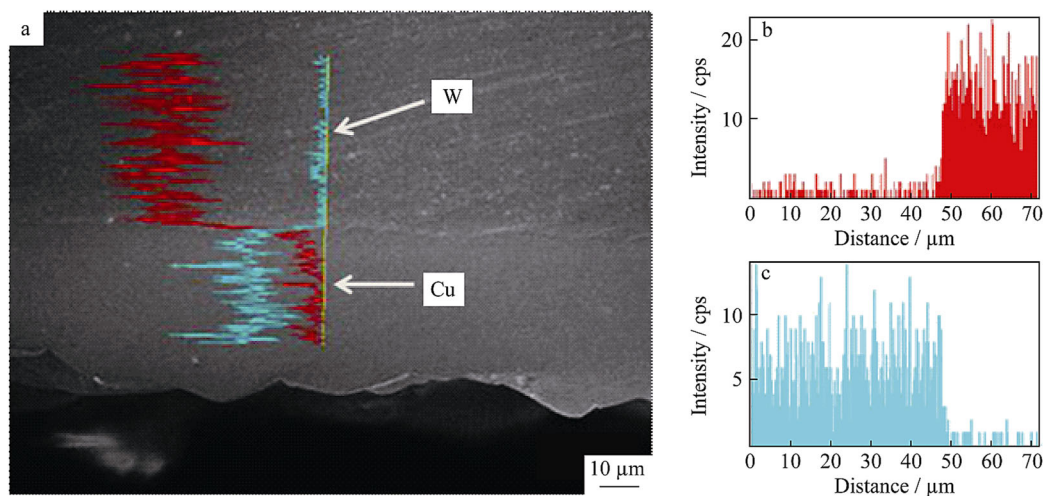 a
W
Cu
10 μm
b
Intensity / cps
20
10
0 10 20 30 40 50 60 70
Distance / μm
c
Intensity / cps
10
5
0 10 20 30 40 50 60 70
Distance / μm